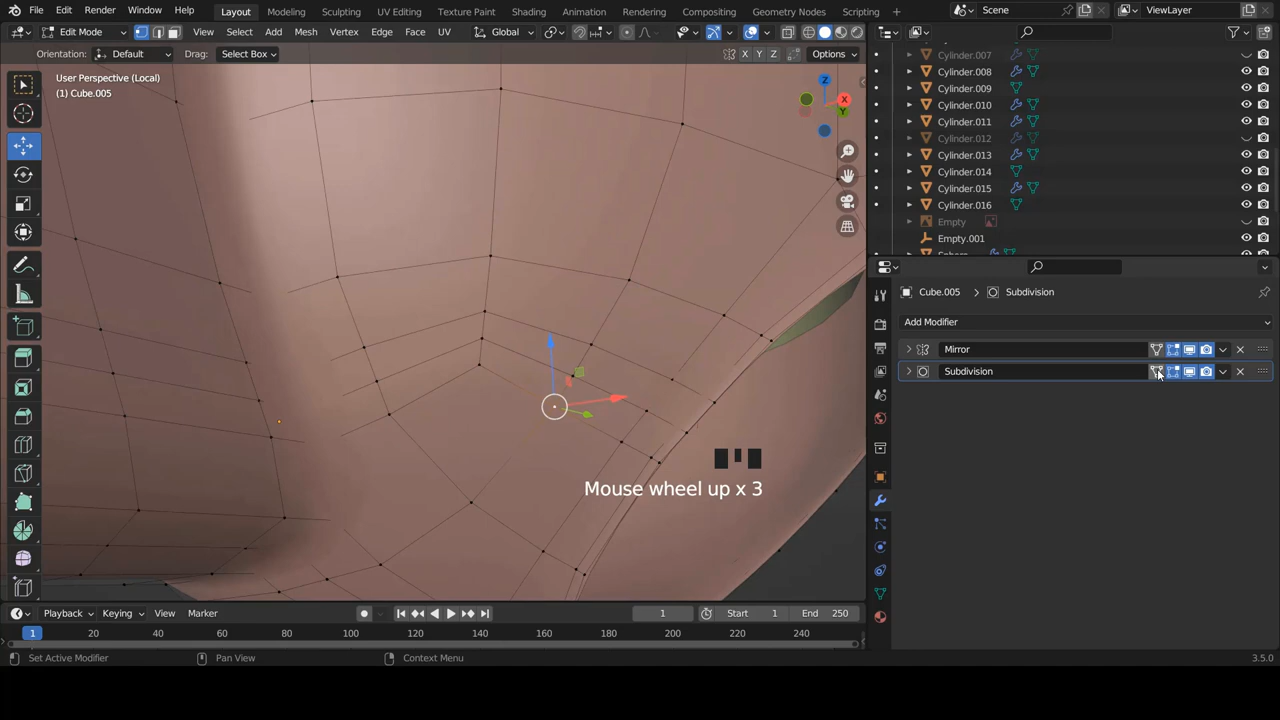 File Edit Render Window Help Layout Modeling Sculpting UV Editing Texture Paint Shading Animation Rendering Compositing Geometry Nodes Scripting Scene ViewLayer
Edit Mode View Select Add Mesh Vertex Edge Face UV Global
Orientation: Default Drag: Select Box X Y Z Options
User Perspective (Local)
(1) Cube.005
Z
X
Y
Cylinder.007
Cylinder.008
Cylinder.009
Cylinder.010
Cylinder.011
Cylinder.012
Cylinder.013
Cylinder.014
Cylinder.015
Cylinder.016
Empty
Empty.001
Cube.005 > Subdivision
Add Modifier
Mirror
Subdivision
Mouse wheel up x 3
Playback Keying View Marker 1 Start 1 End 250
1 20 40 60 80 100 120 140 160 180 200 220 240
Set Active Modifier Pan View Context Menu 3.5.0